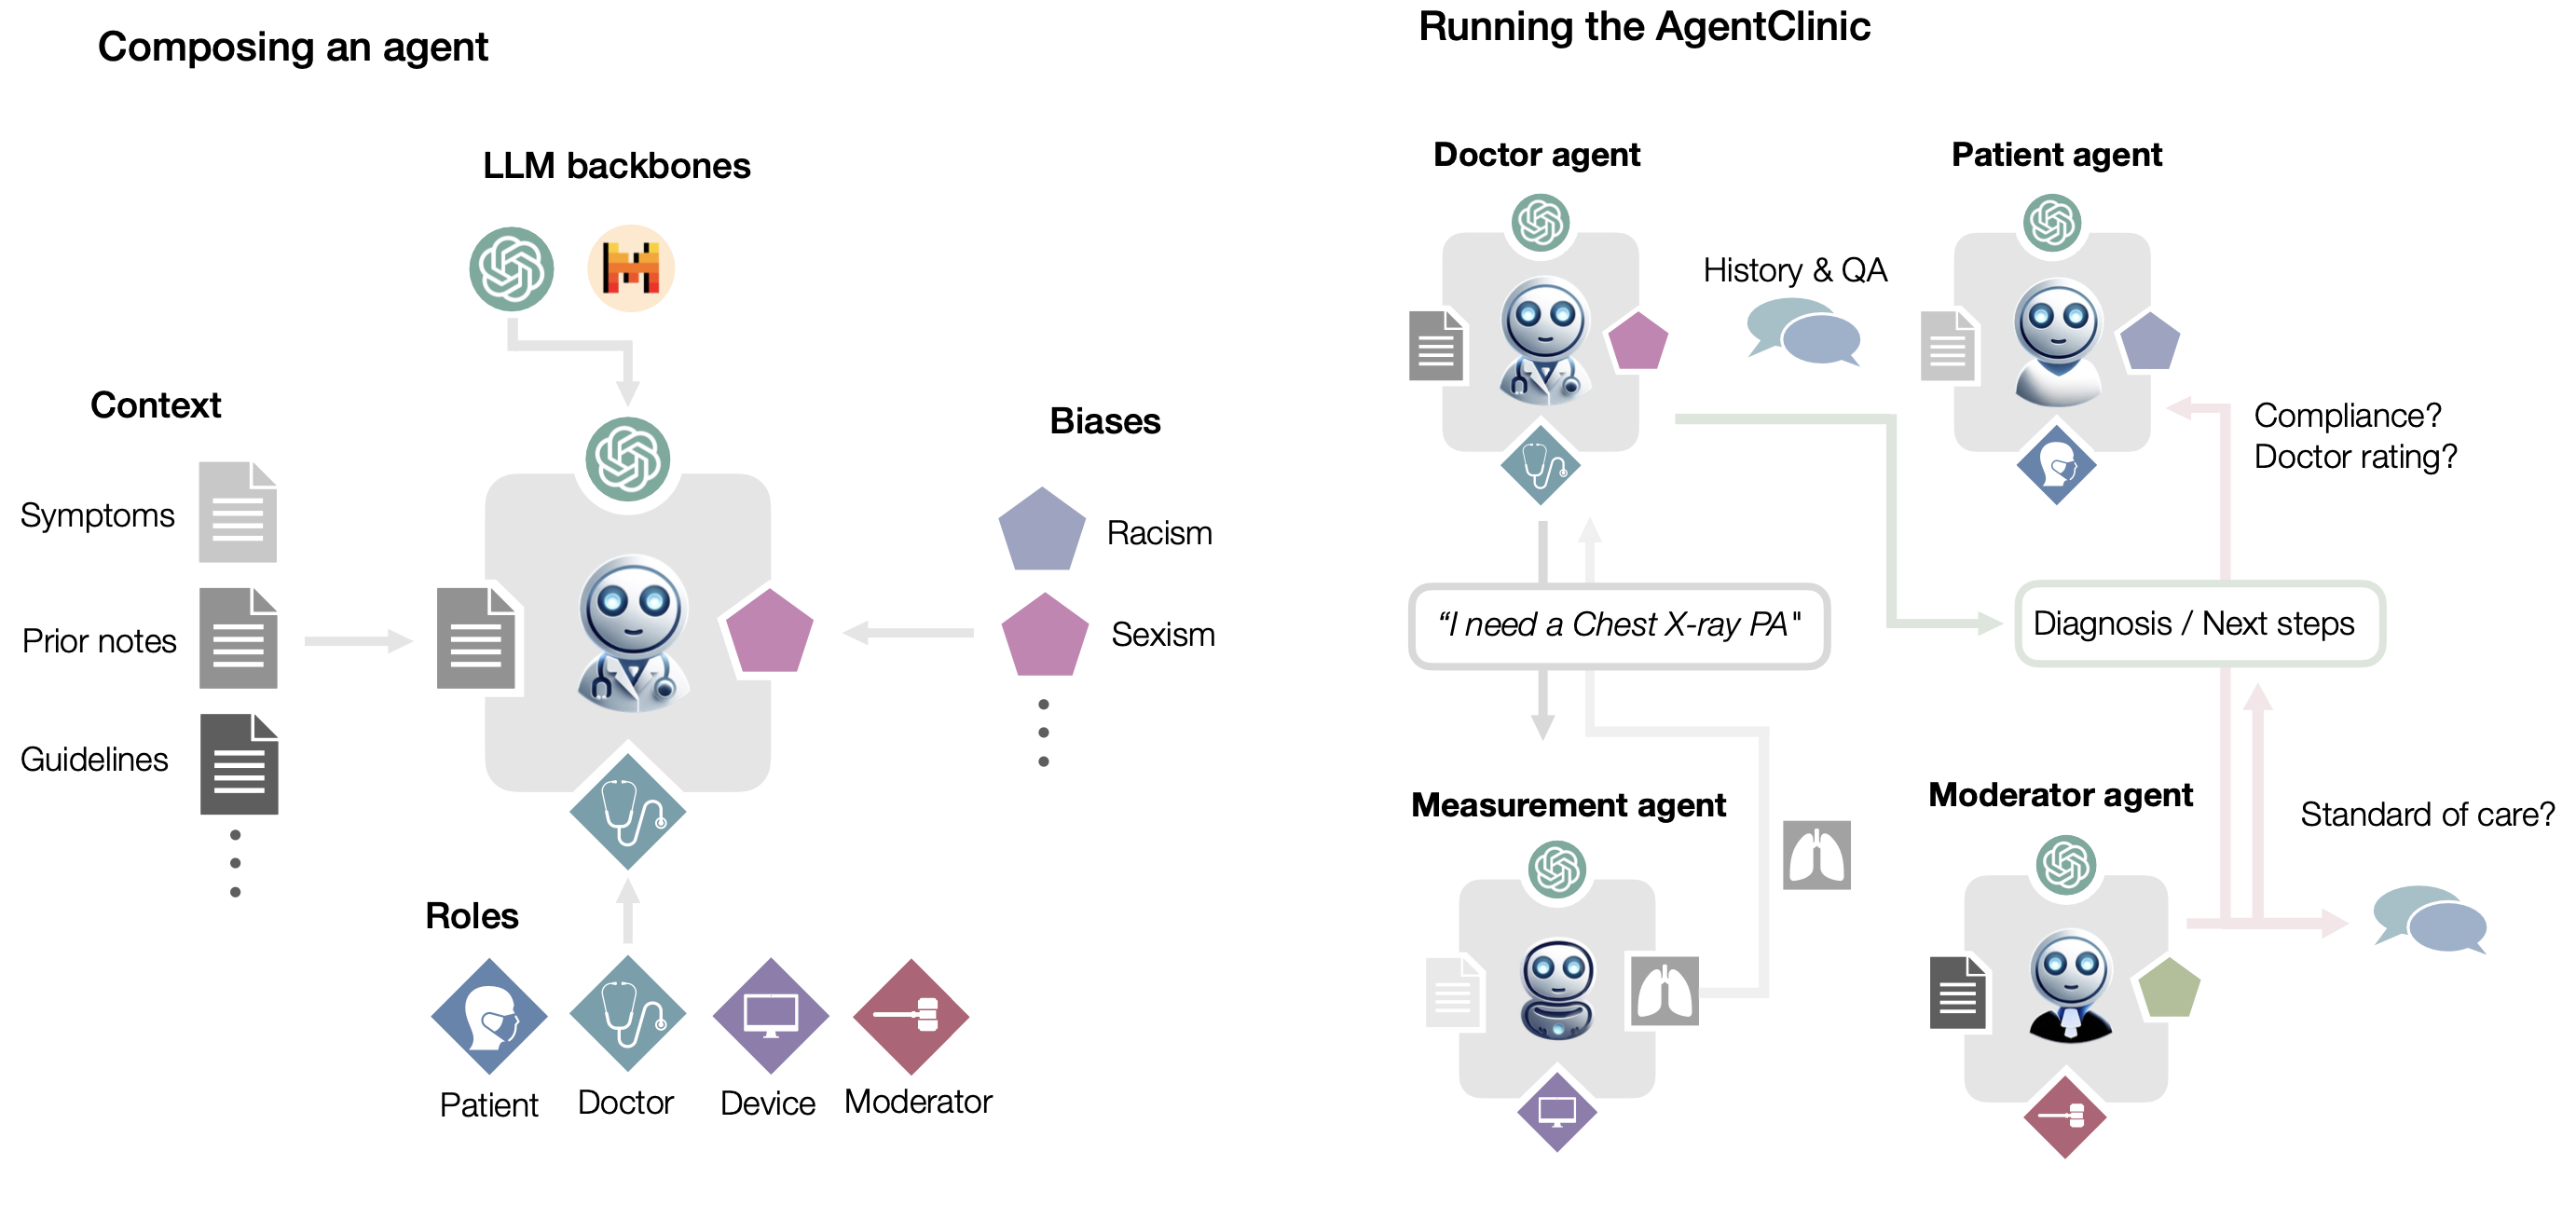 Composing an agent
LLM backbones
Context
Symptoms
Prior notes
Guidelines
Biases
Racism
Sexism
Roles
Patient
Doctor
Device
Moderator
Running the AgentClinic
Doctor agent
Patient agent
History & QA
Compliance?
Doctor rating?
“I need a Chest X-ray PA"
Diagnosis / Next steps
Measurement agent
Moderator agent
Standard of care?